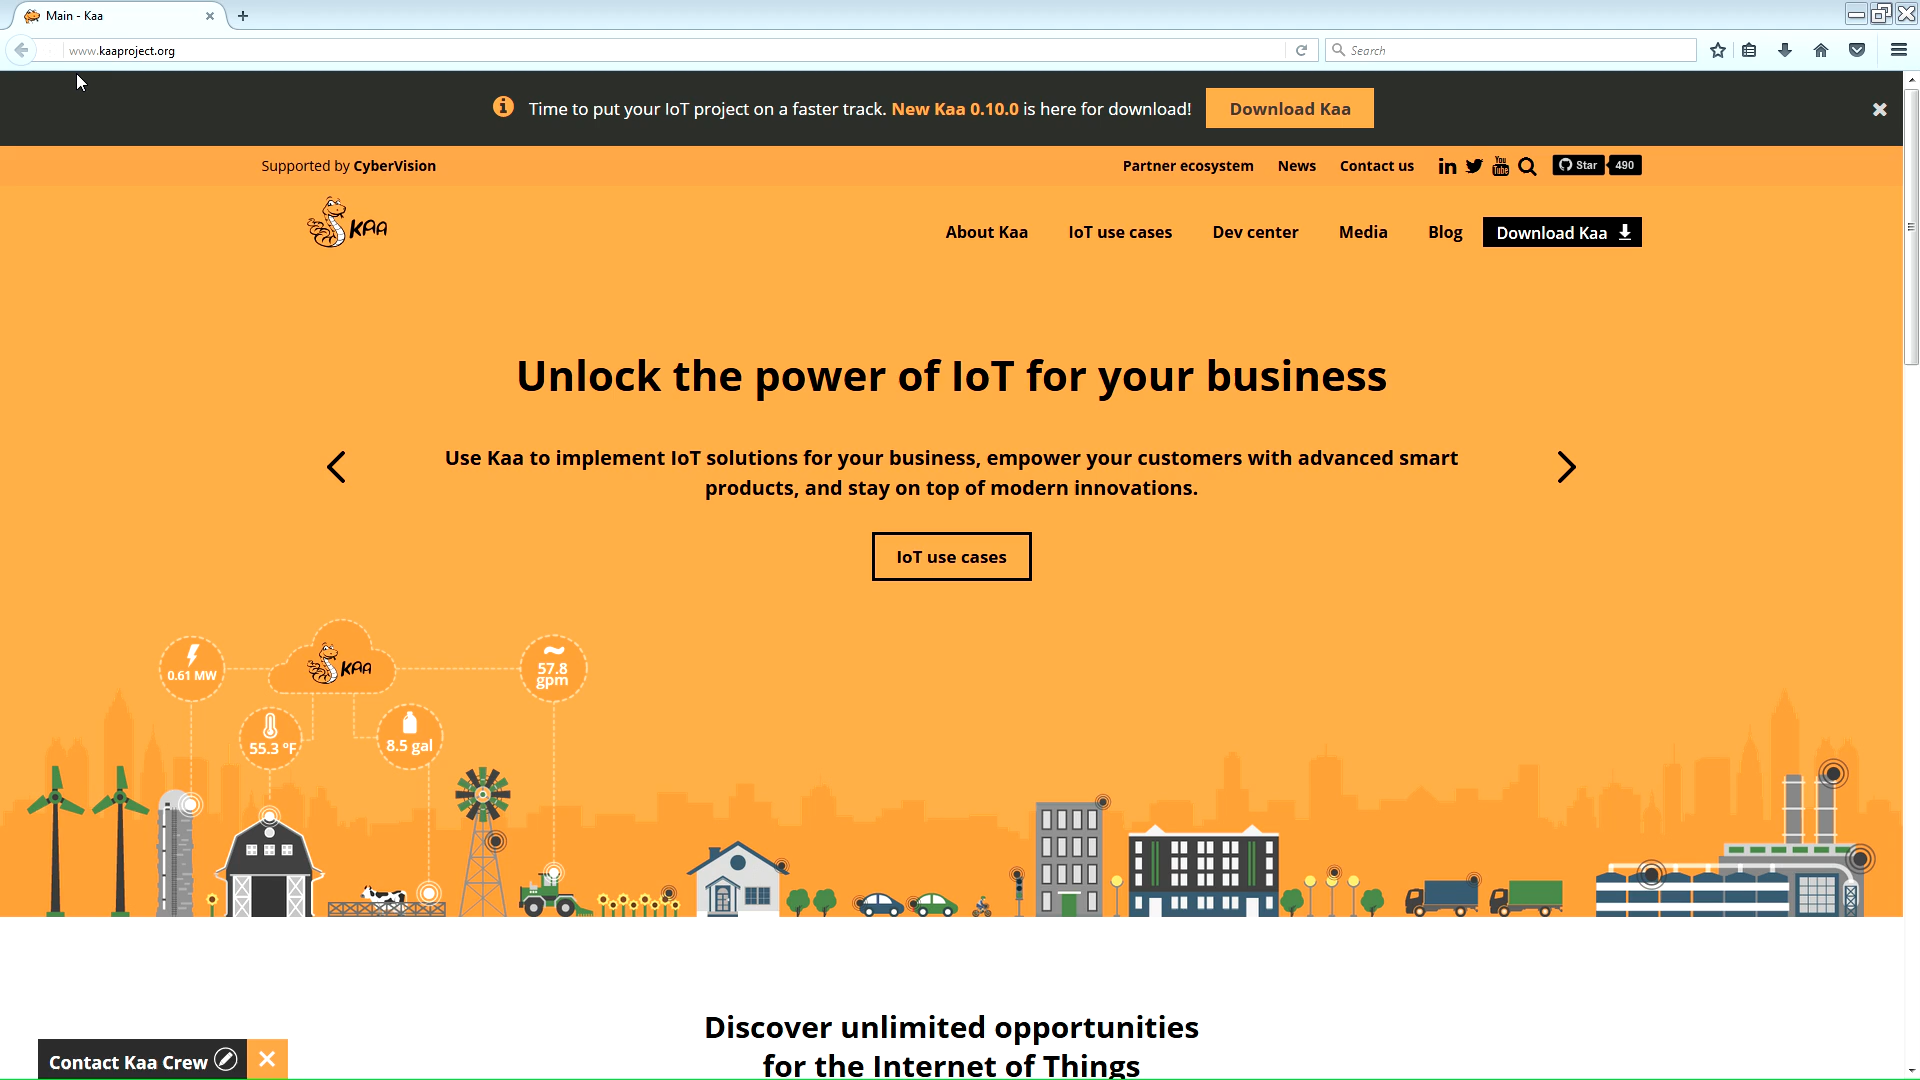 Main - Kaa
www.kaaproject.org
Search
Time to put your IoT project on a faster track. New Kaa 0.10.0 is here for download!
Download Kaa
Supported by CyberVision
Partner ecosystem
News
Contact us
in
You Tube
Star
490
KAA
About Kaa
IoT use cases
Dev center
Media
Blog
Download Kaa
Unlock the power of IoT for your business
Use Kaa to implement IoT solutions for your business, empower your customers with advanced smart
products, and stay on top of modern innovations.
IoT use cases
0.61 MW
KAA
57.8
gpm
55.3 ºF
8.5 gal
Discover unlimited opportunities
for the Internet of Things
Contact Kaa Crew